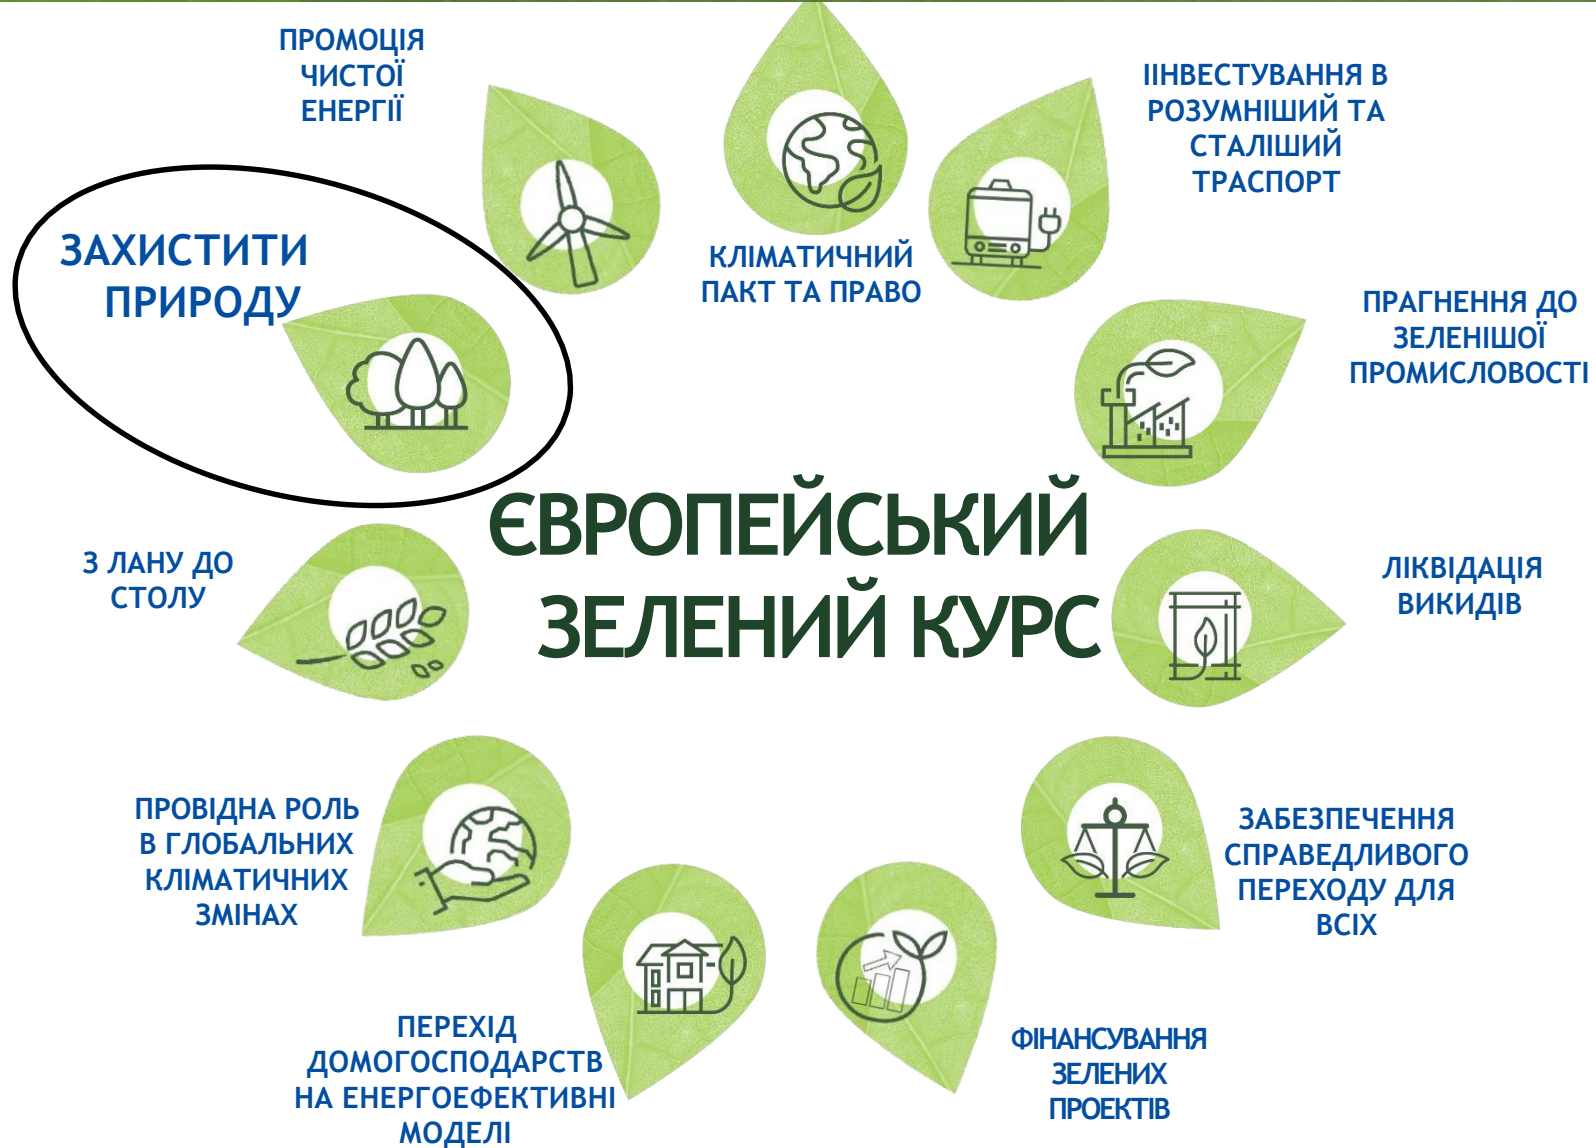 ПРОМОЦІЯ
ЧИСТОЇ
ЕНЕРГІЇ
ІІНВЕСТУВАННЯ В
РОЗУМНІШИЙ ТА
СТАЛІШИЙ
ТРАСПОРТ
ЗАХИСТИТИ
ПРИРОДУ
КЛІМАТИЧНИЙ
ПАКТ ТА ПРАВО
ПРАГНЕННЯ ДО
ЗЕЛЕНІШОЇ
ПРОМИСЛОВОСТІ
ЄВРОПЕЙСЬКИЙ
ЗЕЛЕНИЙ КУРС
З ЛАНУ ДО
СТОЛУ
ЛІКВІДАЦІЯ
ВИКИДІВ
ПРОВІДНА РОЛЬ
В ГЛОБАЛЬНИХ
КЛІМАТИЧНИХ
ЗМІНАХ
ЗАБЕЗПЕЧЕННЯ
СПРАВЕДЛИВОГО
ПЕРЕХОДУ ДЛЯ
ВСІХ
ПЕРЕХІД
ДОМОГОСПОДАРСТВ
НА ЕНЕРГОЕФЕКТИВНІ
МОДЕЛІ
ФІНАНСУВАННЯ
ЗЕЛЕНИХ
ПРОЕКТІВ